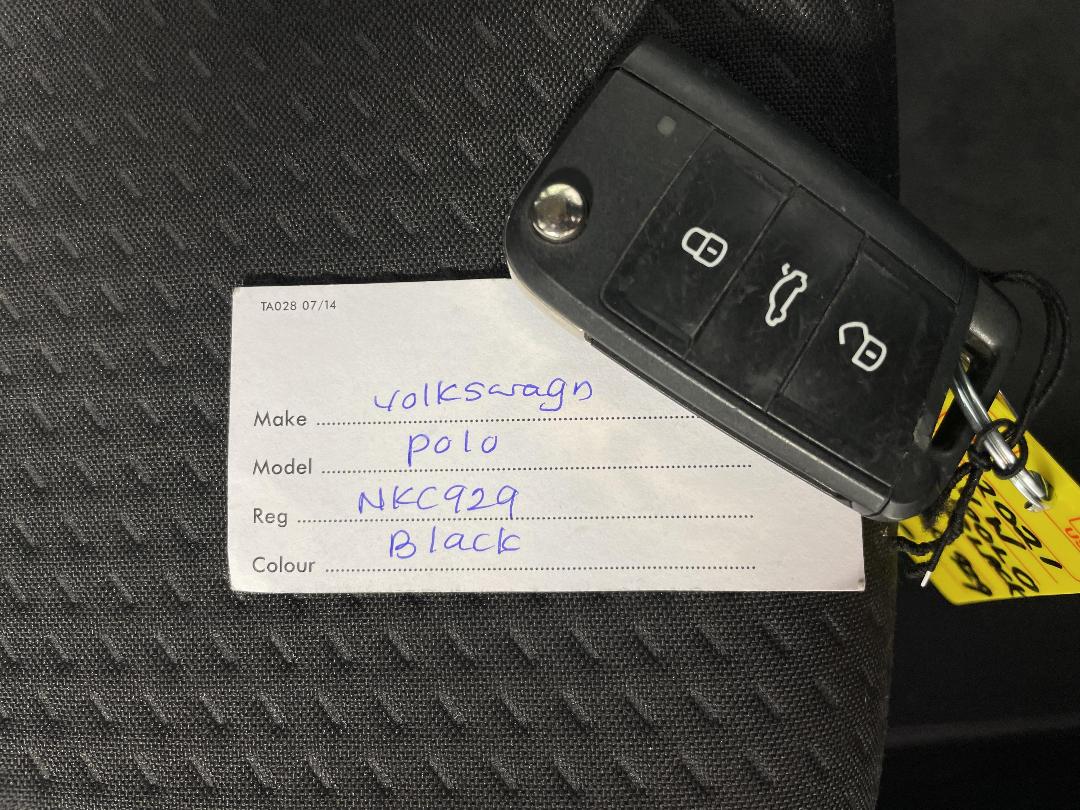 TA028 07/14
Make volkswagn
Model polo
Reg NKC929
Colour Black